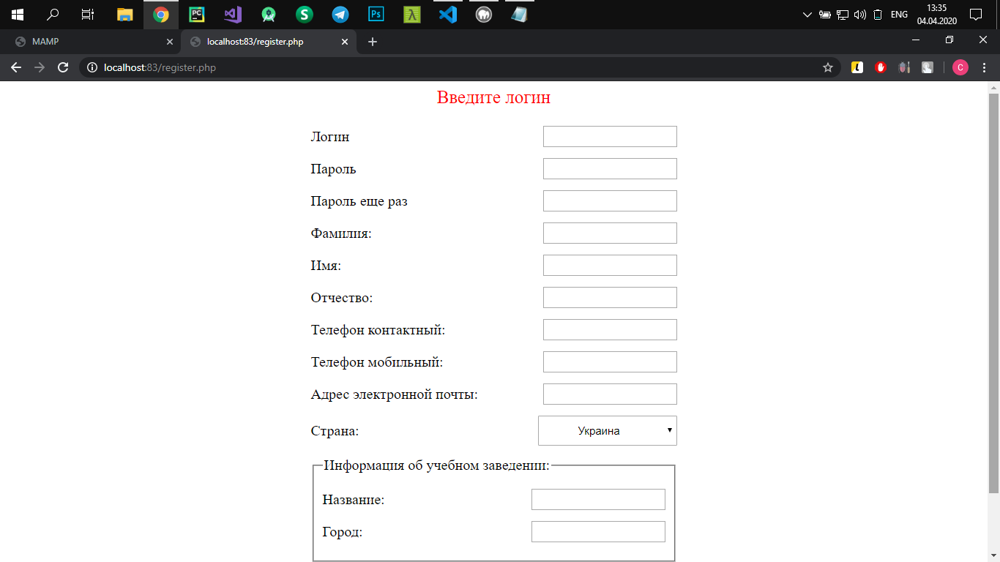 PC
S
Ps
λ
ENG
13:35
04.04.2020
MAMP
localhost:83/register.php
localhost:83/register.php
L
C
Введите логин
Логин
Пароль
Пароль еще раз
Фамилия:
Имя:
Отчество:
Телефон контактный:
Телефон мобильный:
Адрес электронной почты:
Страна: Украина
Информация об учебном заведении:
Название:
Город: